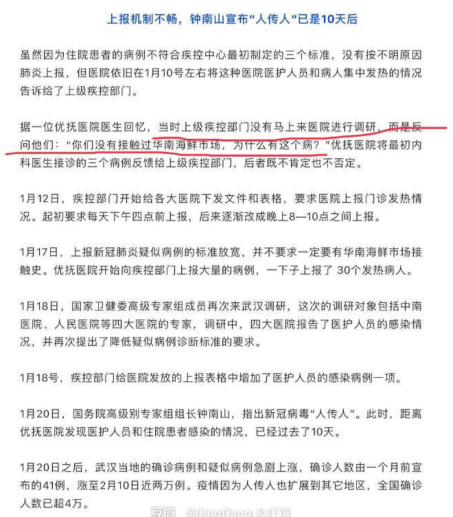 上报机制不畅，钟南山宣布“人传人”已是10天后
虽然因为住院患者的病例不符合疾控中心最初制定的三个标准，没有按不明原因
肺炎上报，但医院依旧在1月10号左右将这种医院医护人员和病人集中发热的情况
告诉给了上级疾控部门。
据一位优抚医院医生回忆，当时上级疾控部门没有马上来医院进行调研，而是反
问他们：“你们没有接触过华南海鲜市场，为什么有这个病？”优抚医院将最初内
科医生接诊的三个病例反馈给上级疾控部门，后者既不肯定也不否定。
1月12日，疾控部门开始给各大医院下发文件和表格，要求医院上报门诊发热情
况。起初要求每天下午四点前上报，后来逐渐改成晚上8—10点之间上报。
1月17日，上报新冠肺炎疑似病例的标准放宽，并不要求一定要有华南海鲜市场接
触史。优抚医院开始向疾控部门上报大量的病例，一下子上报了 30个发热病人。
1月18日，国家卫健委高级专家组成员再次来武汉调研，这次的调研对象包括中南
医院、人民医院等四大医院的专家，调研中，四大医院报告了医护人员的感染情
况，并再次提出了降低疑似病例诊断标准的要求。
1月18号，疾控部门给医院发放的上报表格中增加了医护人员的感染病例一项。
1月20日，国务院高级别专家组组长钟南山，指出新冠病毒“人传人”。此时，距离
优抚医院发现医护人员和住院患者感染的情况，已经过去了10天。
1月20日之后，武汉当地的确诊病例和疑似病例急剧上涨，确诊人数由一个月前宣
布的41例，涨至2月10日近两万例。疫情因为人传人也扩展到其它地区，全国确诊
人数已超4万。